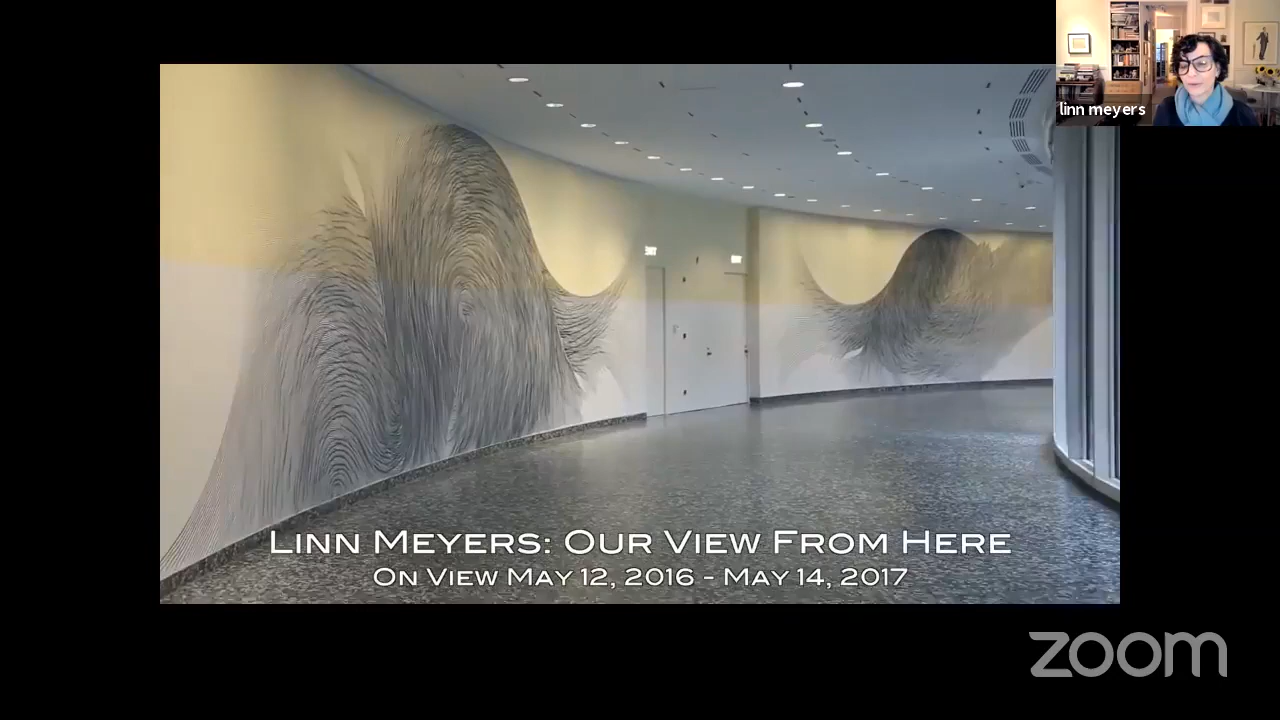 linn meyers
LINN MEYERS: OUR VIEW FROM HERE
ON VIEW MAY 12, 2016 - MAY 14, 2017
zoom